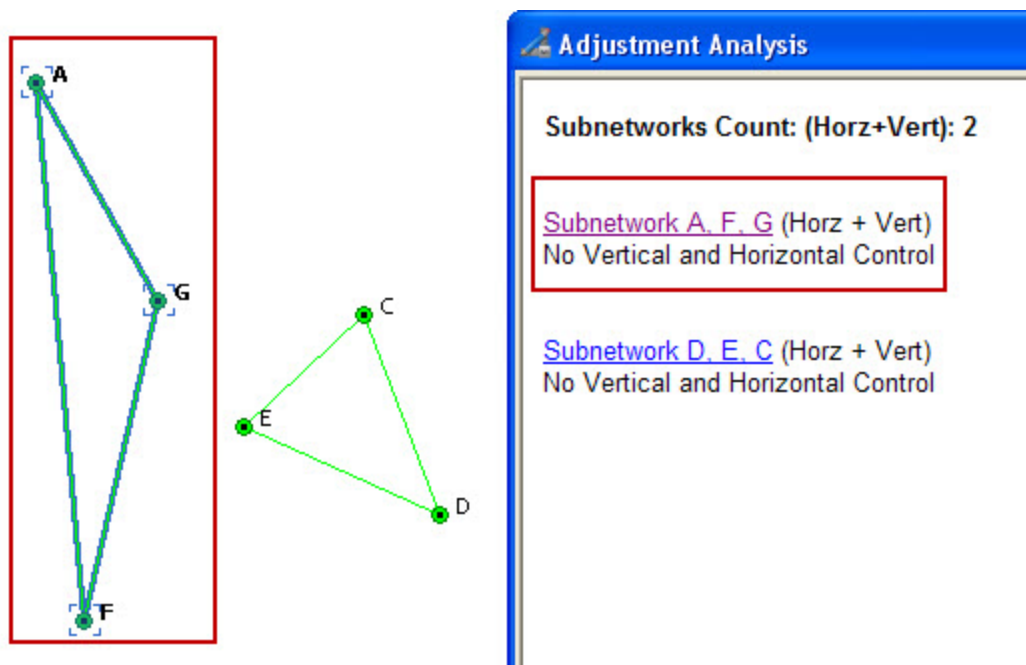 A
G
C
E
D
F
Adjustment Analysis
Subnetworks Count: (Horz+Vert): 2
Subnetwork A, F, G (Horz + Vert)
No Vertical and Horizontal Control
Subnetwork D, E, C (Horz + Vert)
No Vertical and Horizontal Control